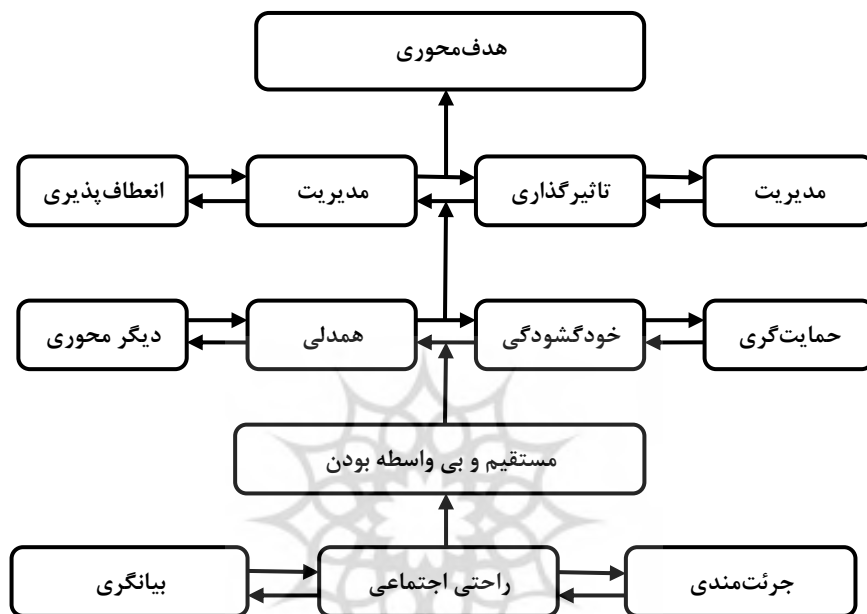 هدف‌محوری
مدیریت
تاثیرگذاری
مدیریت
انعطاف‌پذیری
حمایت‌گری
خودگشودگی
همدلی
دیگر محوری
مستقیم و بی واسطه بودن
جرئت‌مندی
راحتی اجتماعی
بیانگری